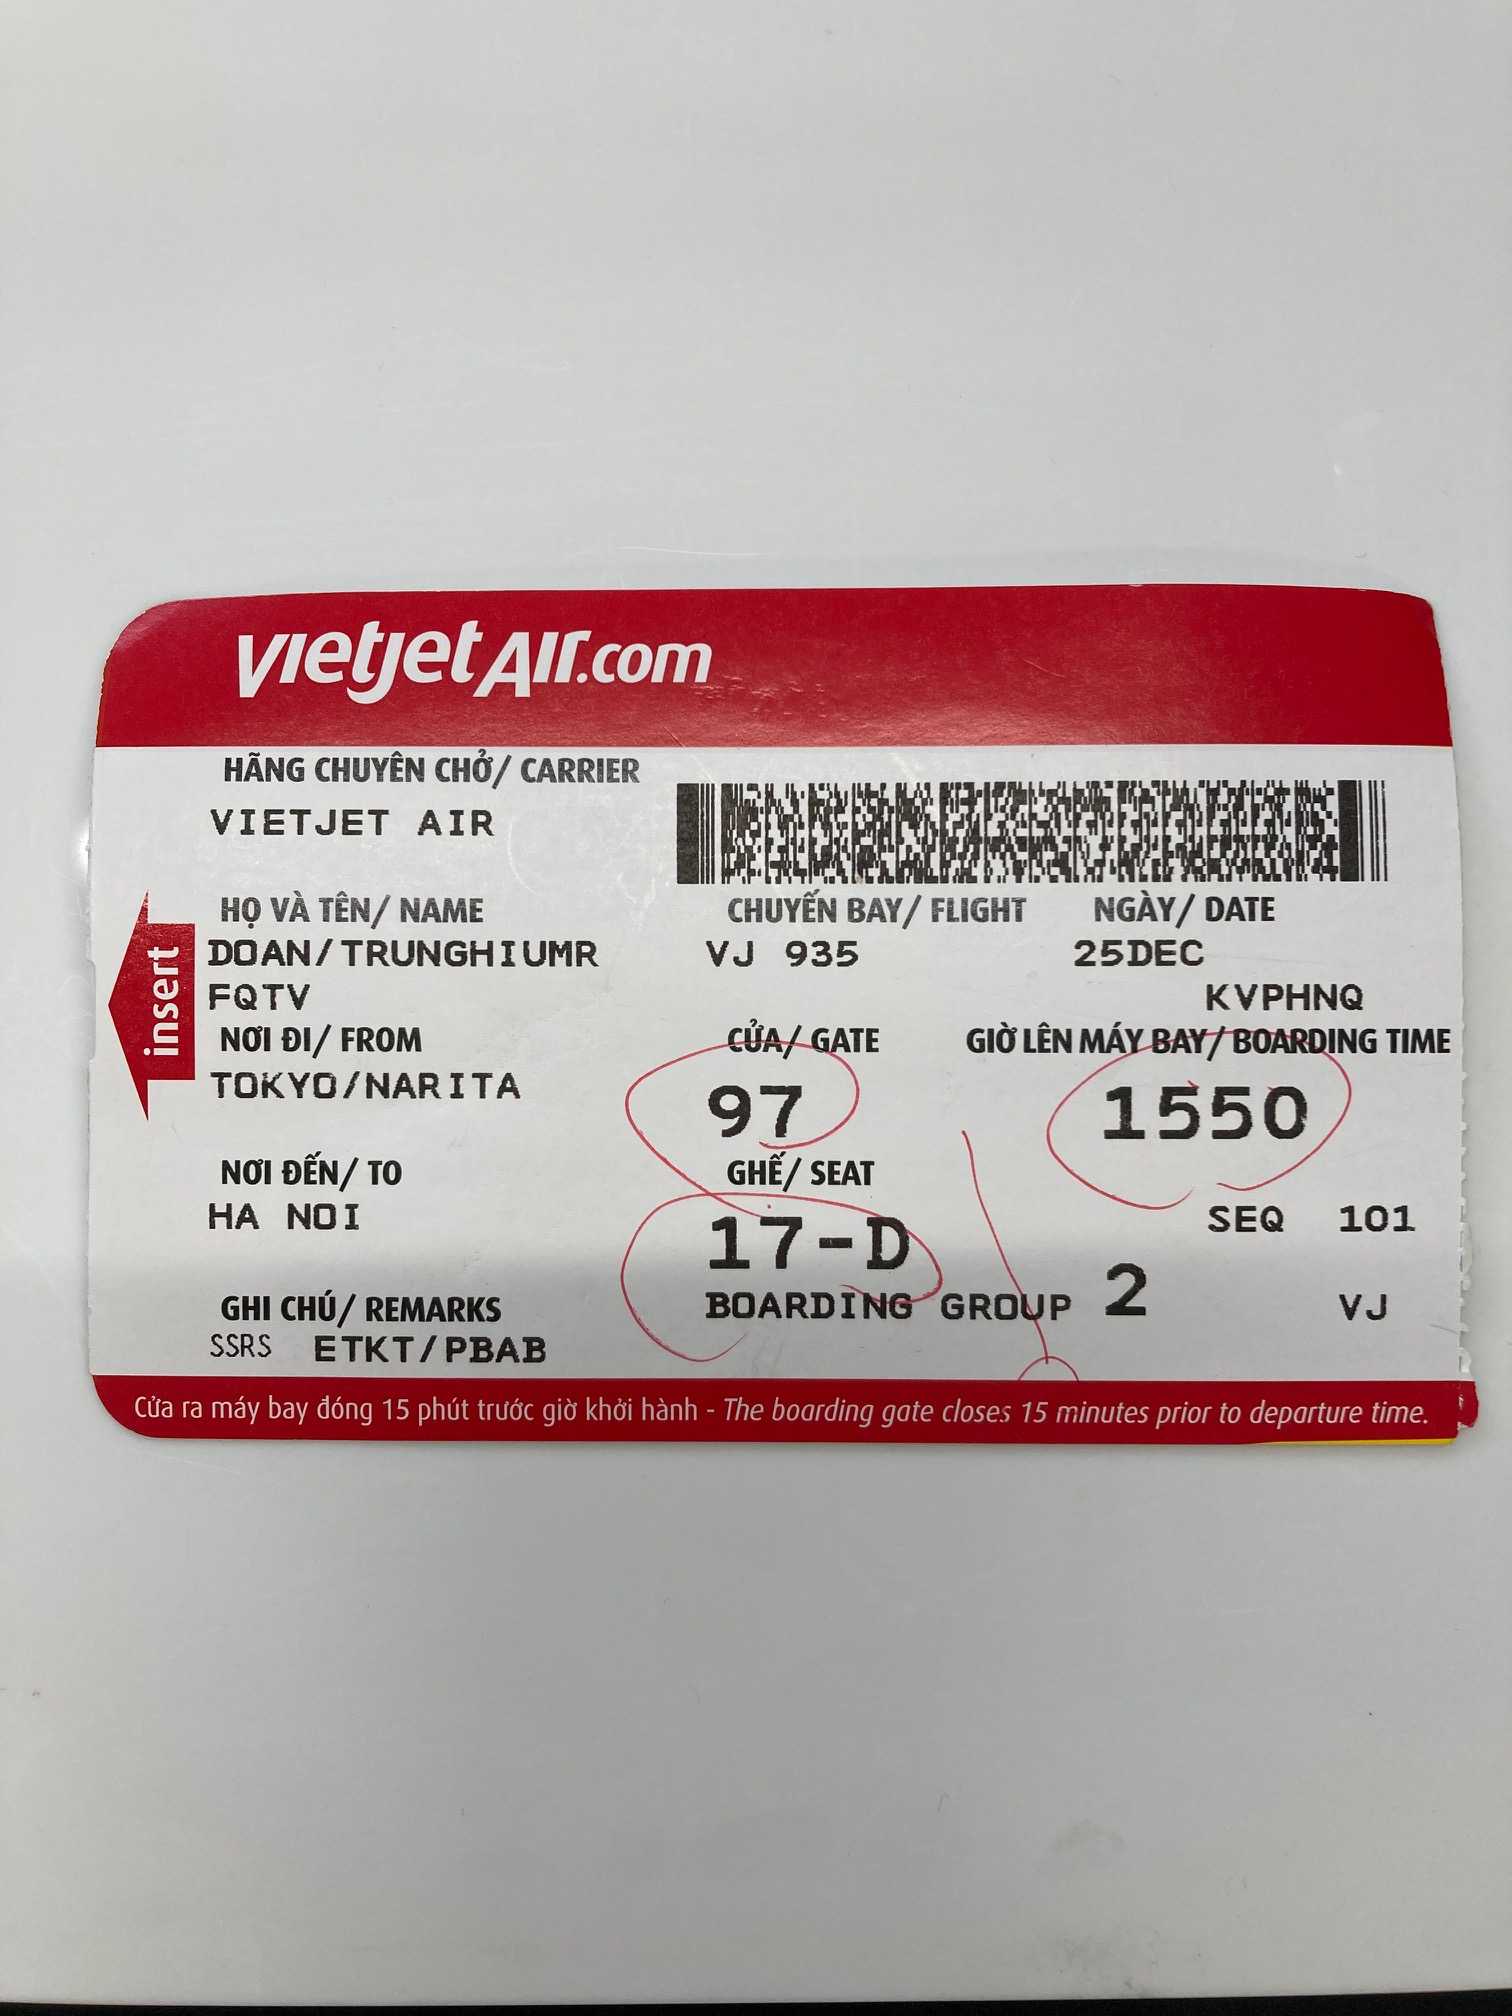 vietjet Air.com
HÃNG CHUYÊN CHỞ/ CARRIER
VIETJET AIR
HỌ VÀ TÊN/ NAME CHUYẾN BAY/ FLIGHT NGÀY/ DATE
DOAN/TRUNGHIUMR VJ 935 25DEC
FQTV KVPHNQ
NƠI ĐI/ FROM CỬA/ GATE GIỜ LÊN MÁY BAY/ BOARDING TIME
TOKYO/NARITA 97 1550
NƠI ĐẾN/ TO GHẾ/ SEAT
HA NOI 17-D SEQ 101
GHI CHÚ/ REMARKS BOARDING GROUP 2 VJ
SSRS ETKT/PBAB
insert
Cửa ra máy bay đóng 15 phút trước giờ khởi hành - The boarding gate closes 15 minutes prior to departure time.